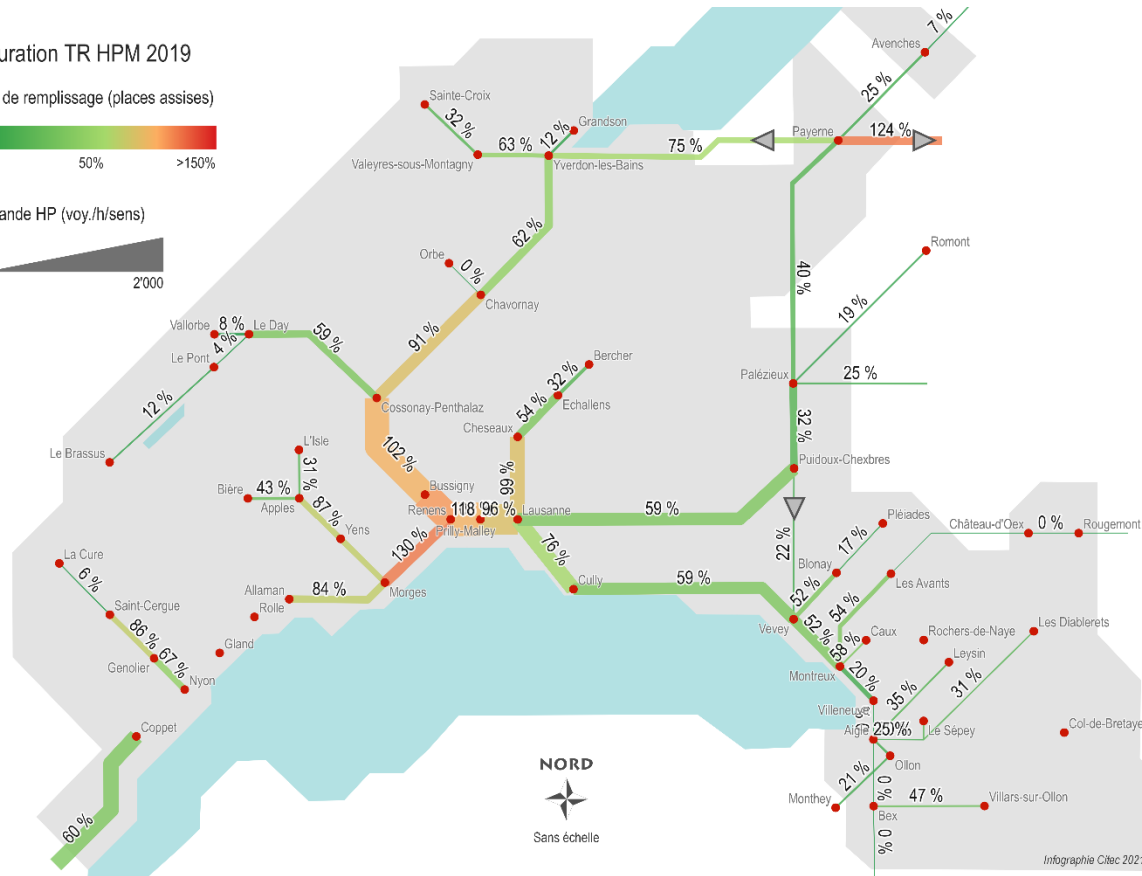 uration TR HPM 2019
de remplissage (places assises)
50%
>150%
ande HP (voy./h/sens)
2'000
7 %
Avenches
25 %
Sainte-Croix
32 %
Grandson
12 %
63 %
75 %
Payerne
124 %
Valeyres-sous-Montagny
Yverdon-les-Bains
62 %
Orbe
0 %
Chavornay
Romont
40 %
19 %
Vallorbe
8 %
Le Day
59 %
4 %
Le Pont
91 %
Bercher
32 %
Echallens
54 %
Palézieux
25 %
12 %
Cossonay-Penthalaz
Cheseaux
32 %
Le Brassus
L'Isle
31 %
102 %
99 %
Puidoux-Chexbres
Bière
43 %
Apples
87 %
Bussigny
Renens
118 %
96 %
Lausanne
59 %
Prilly-Malley
Yens
130 %
76 %
22 %
Pléiades
17 %
Château-d'Oex
0 %
Rougemont
La Cure
6 %
Allaman
84 %
Morges
Cully
59 %
Blonay
52 %
Les Avants
54 %
Saint-Cergue
Rolle
86 %
Gland
Vevey
52 %
58 %
Caux
Rochers-de-Naye
Les Diablerets
Genolier
67 %
Nyon
Montreux
20 %
Leysin
35 %
31 %
Villeneuve
Coppet
Aigle
Le Sépey
Col-de-Bretaye
Ollon
21 %
Monthey
0 %
47 %
Villars-sur-Ollon
Bex
0 %
60 %
NORD
Sans échelle
Infographie Citec 2021